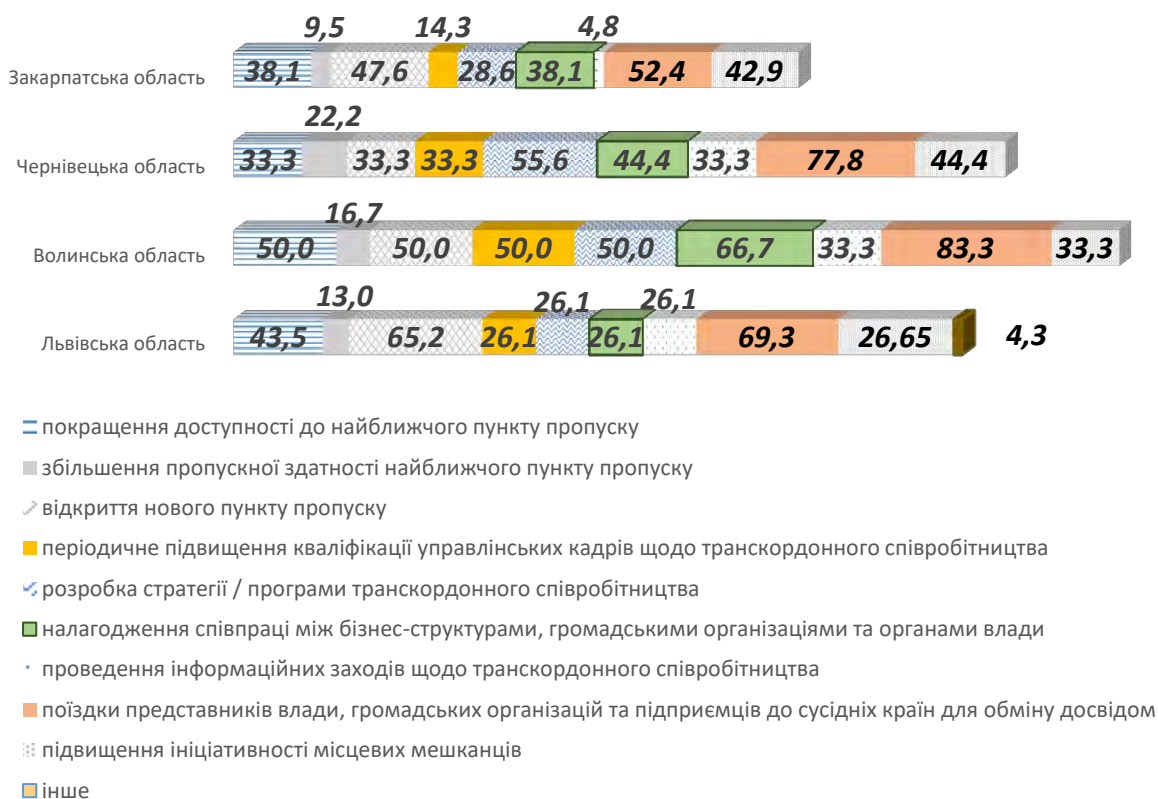 9,5 14,3 4,8
Закарпатська область 38,1 47,6 28,6 38,1 52,4 42,9
22,2
Чернівецька область 33,3 33,3 33,3 55,6 44,4 33,3 77,8 44,4
16,7
Волинська область 50,0 50,0 50,0 50,0 66,7 33,3 83,3 33,3
13,0 26,1 26,1
Львівська область 43,5 65,2 26,1 26,1 69,3 26,65 4,3
покращення доступності до найближчого пункту пропуску
збільшення пропускної здатності найближчого пункту пропуску
відкриття нового пункту пропуску
періодичне підвищення кваліфікації управлінських кадрів щодо транскордонного співробітництва
розробка стратегії / програми транскордонного співробітництва
налагодження співпраці між бізнес-структурами, громадськими організаціями та органами влади
проведення інформаційних заходів щодо транскордонного співробітництва
поїздки представників влади, громадських організацій та підприємців до сусідніх країн для обміну досвідом
підвищення ініціативності місцевих мешканців
інше